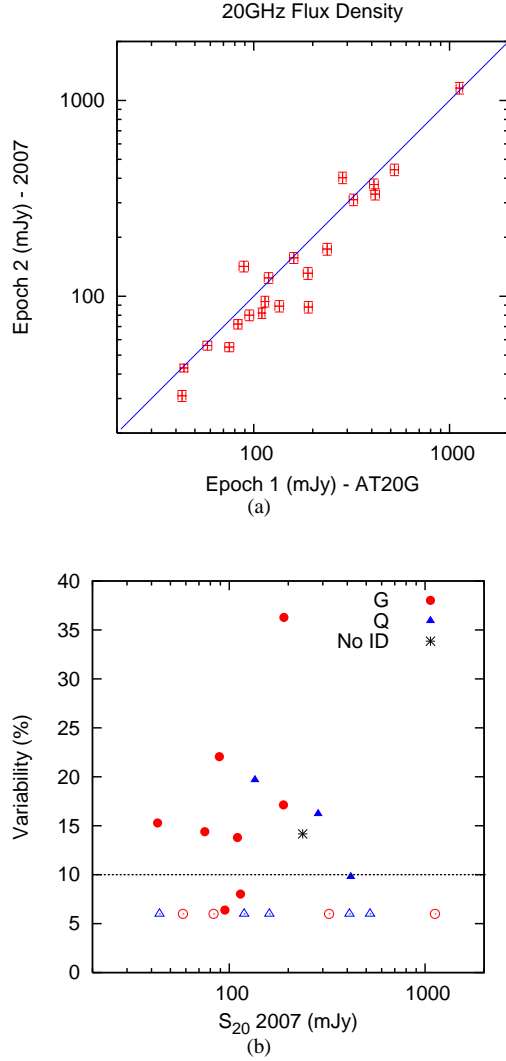 20GHz Flux Density
Epoch 2 (mJy) - 2007
1000
100
100
1000
Epoch 1 (mJy) - AT20G
(a)
Variability (%)
40
35
30
25
20
15
10
5
0
G
Q
No ID
100
1000
S20 2007 (mJy)
(b)